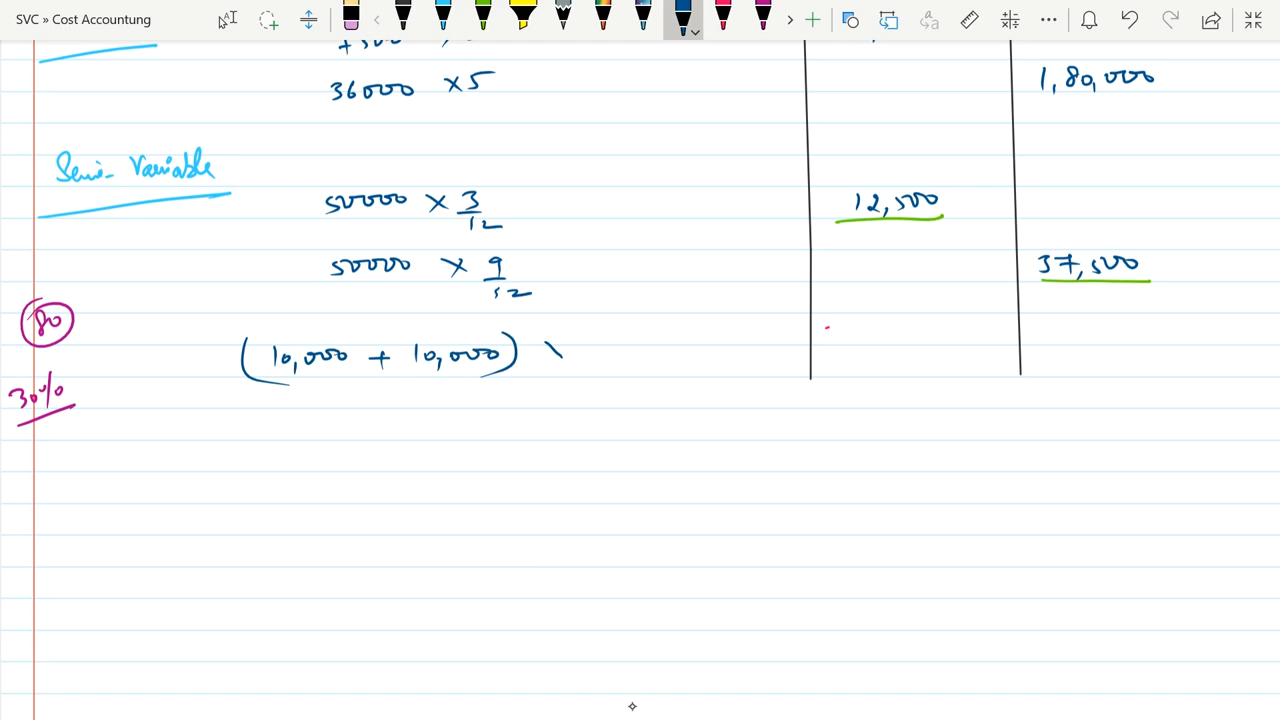 SVC » Cost Accountung
36000 × 5 1,80,000
Semi-Variable
50000 × 3/12 12,500
50000 × 9/12 37,500
80
(10,000 + 10,000) \
30%